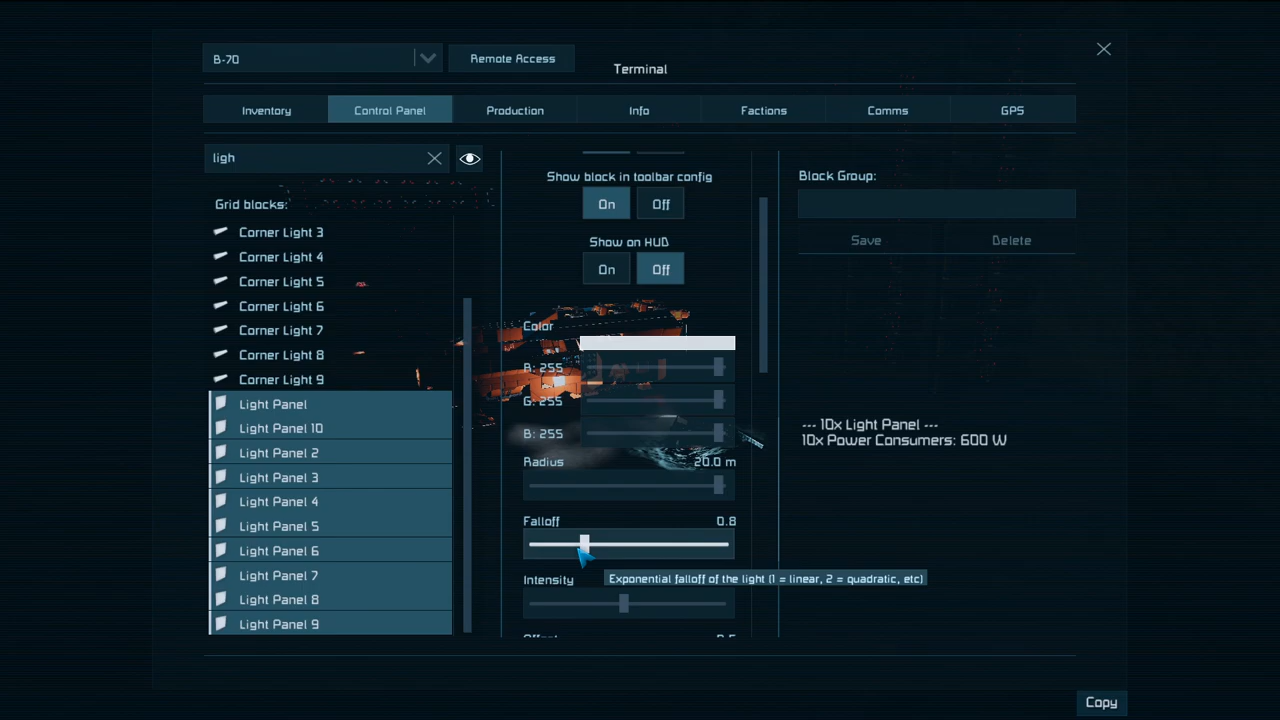 B-70
Remote Access
Terminal
Inventory
Control Panel
Production
Info
Factions
Comms
GPS
ligh
Grid blocks:
Corner Light 3
Corner Light 4
Corner Light 5
Corner Light 6
Corner Light 7
Corner Light 8
Corner Light 9
Light Panel
Light Panel 10
Light Panel 2
Light Panel 3
Light Panel 4
Light Panel 5
Light Panel 6
Light Panel 7
Light Panel 8
Light Panel 9
Show block in toolbar config
On Off
Show on HUD
On Off
Color
R: 255
G: 255
B: 255
Radius 20.0 m
Falloff 0.8
Exponential falloff of the light (1 = linear, 2 = quadratic, etc)
Intensity
Offset 0.5
Block Group:
Save Delete
--- 10x Light Panel ---
10x Power Consumers: 600 W
Copy